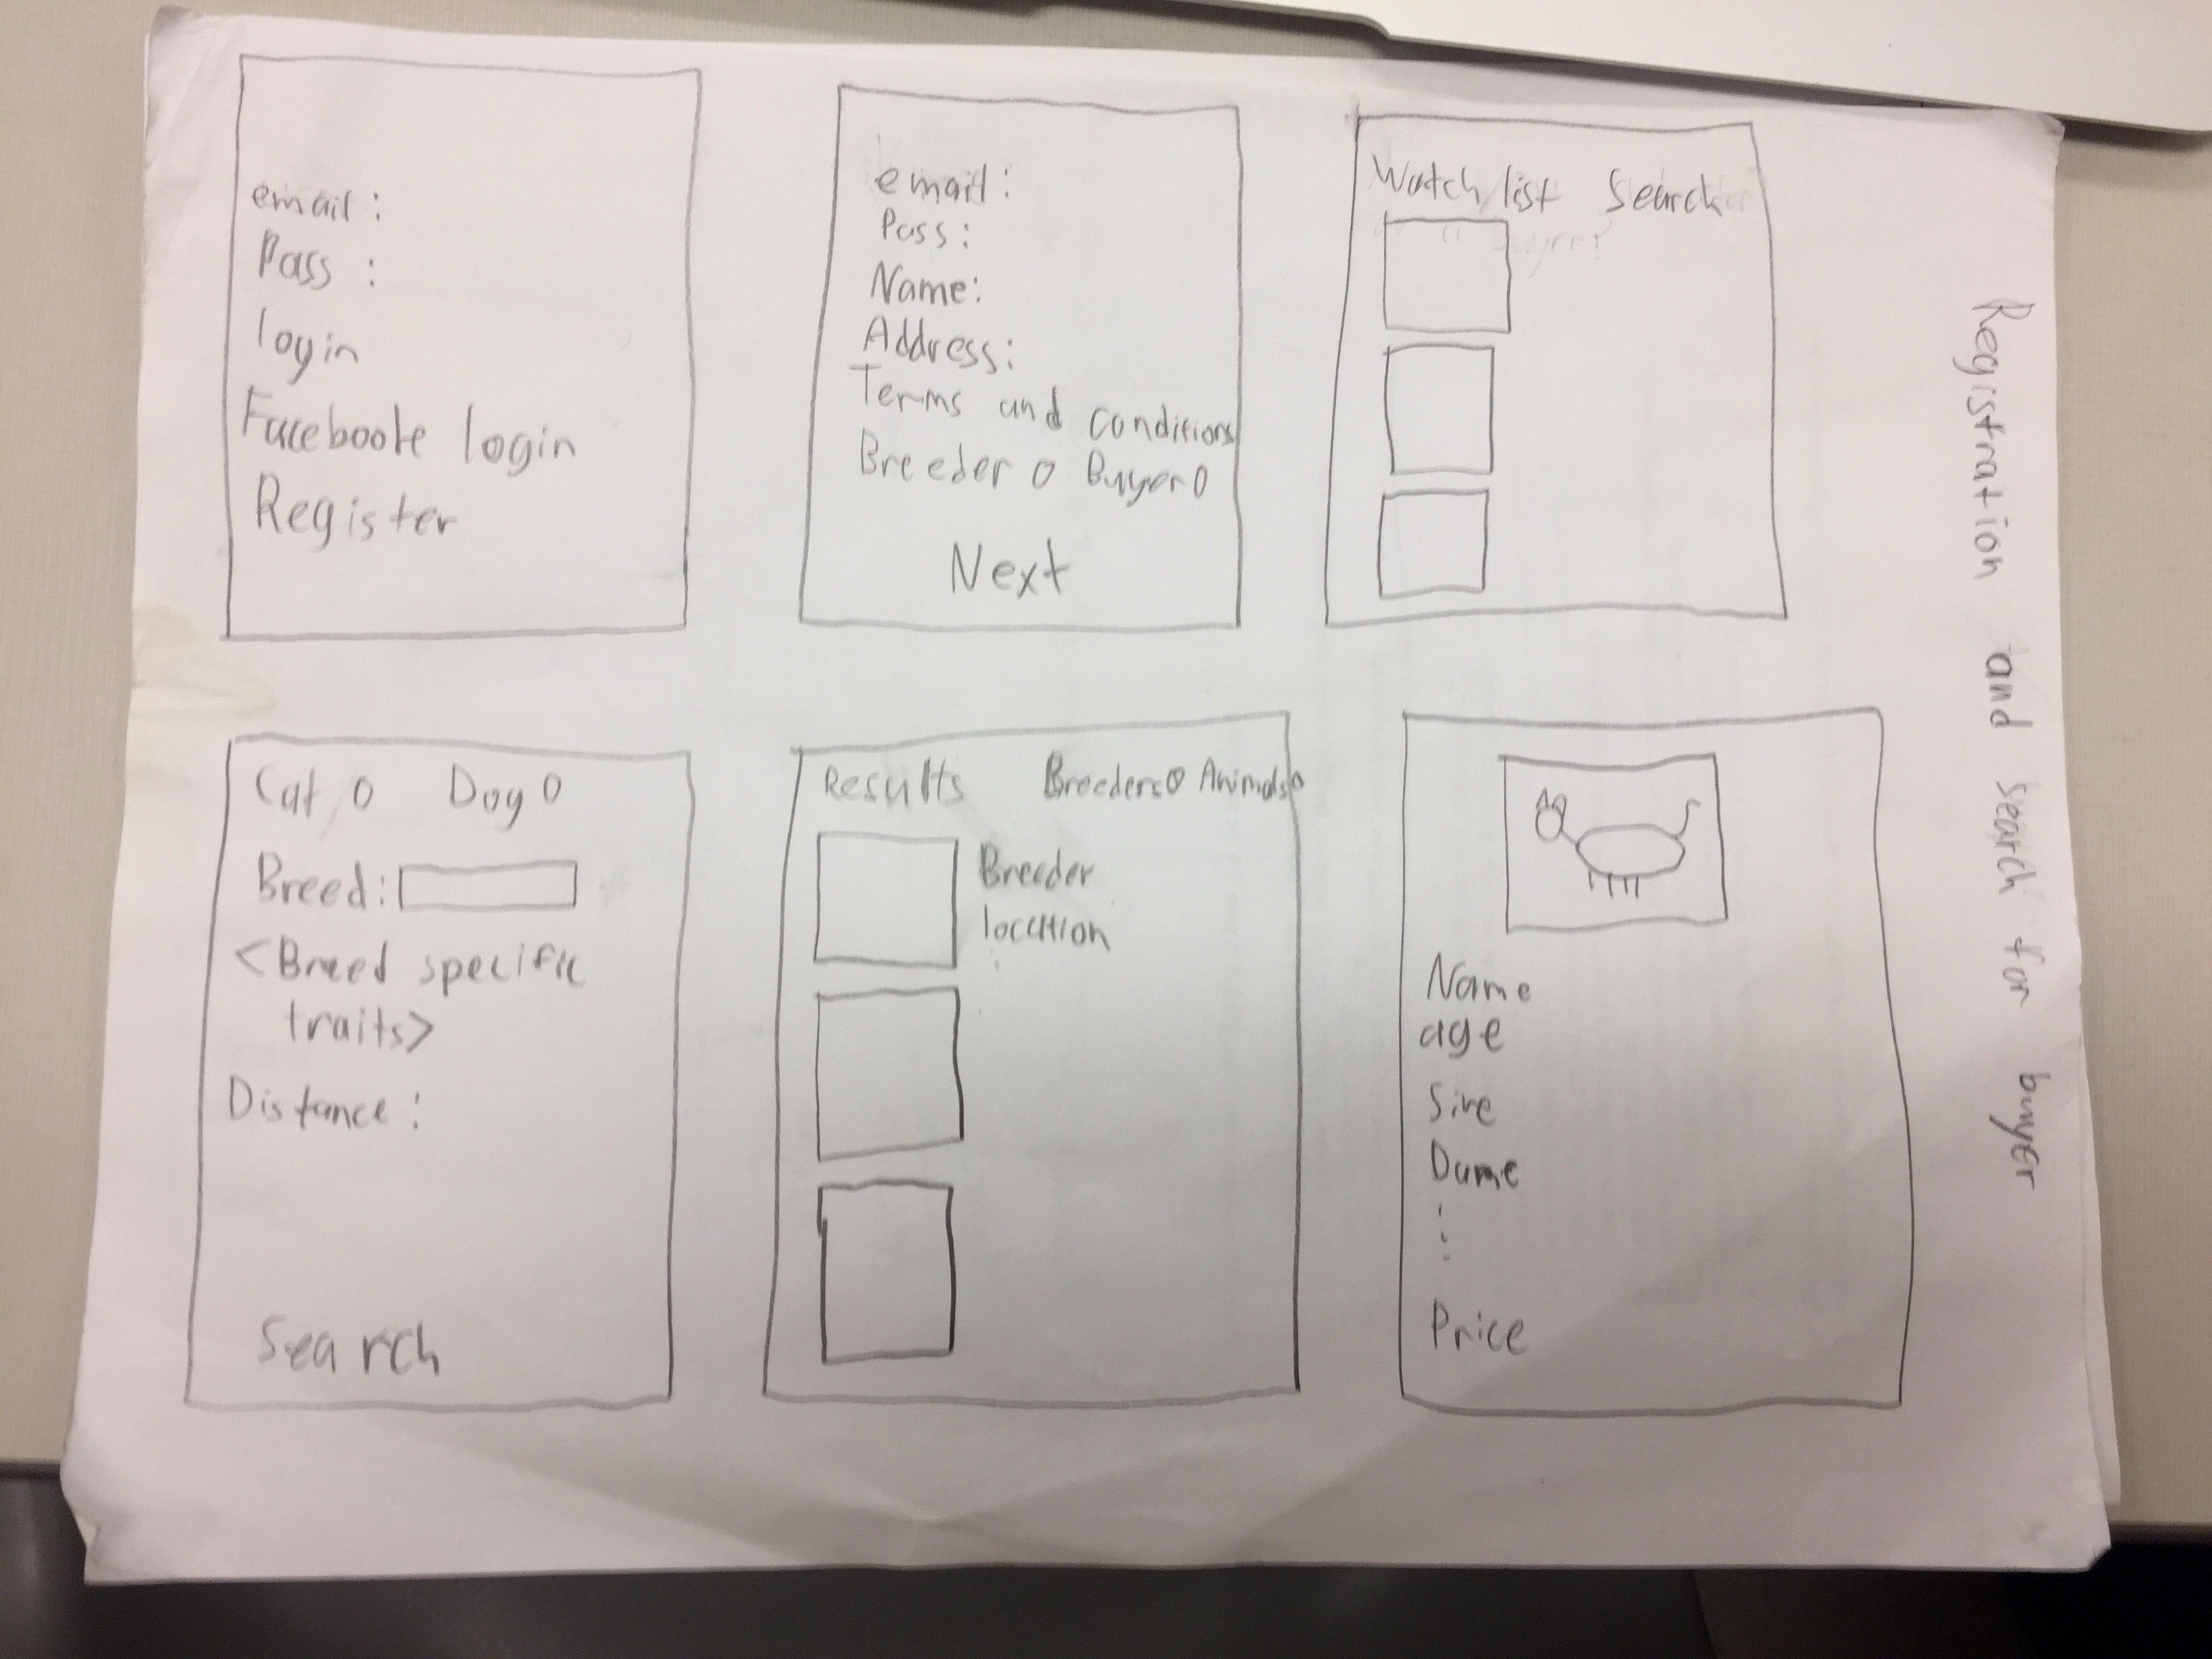 email:
Pass:
login
Facebook login
Register
email:
Pass:
Name:
Address:
Terms and conditions
Breeder O Buyer O
Next
Watch list Search
Cat O Dog O
Breed:
<Breed specific
traits>
Distance:
Search
Results Breeders O Animals O
Breeder
location
Name
age
Sire
Dame
Price
Registration and search for buyer